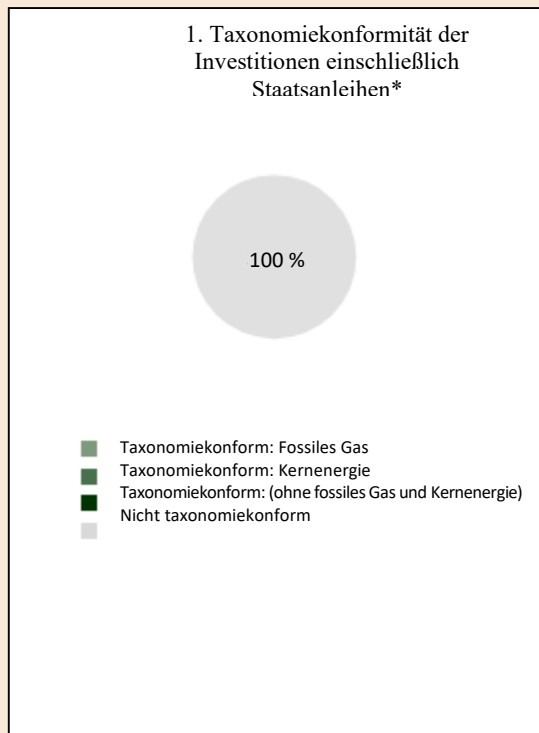 1. Taxonomiekonformität der
Investitionen einschließlich
Staatsanleihen*
100 %
Taxonomiekonform: Fossiles Gas
Taxonomiekonform: Kernenergie
Taxonomiekonform: (ohne fossiles Gas und Kernenergie)
Nicht taxonomiekonform